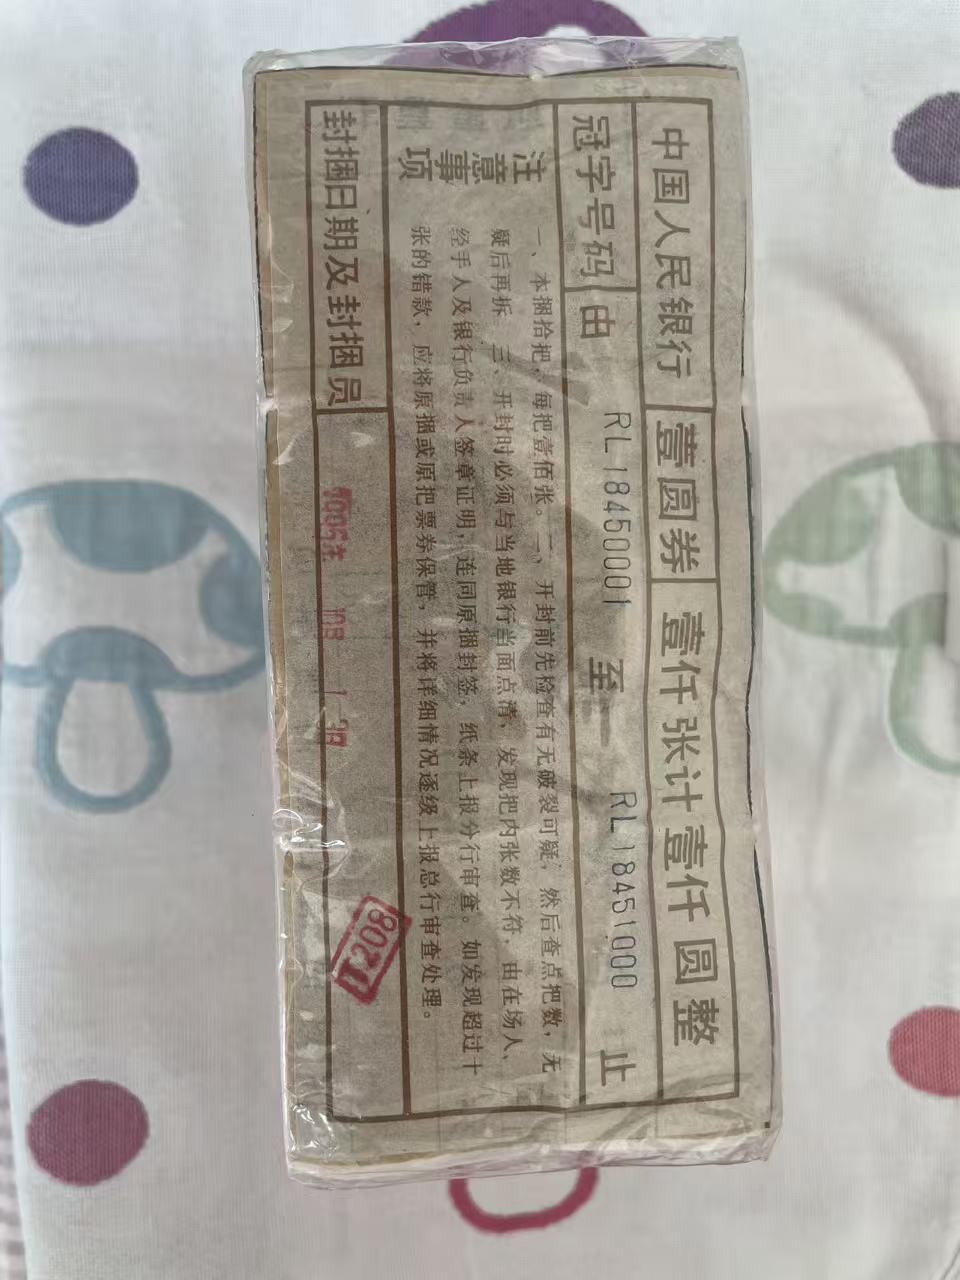 中国人民银行 壹圆券 壹仟张计壹仟圆整
冠字号码 由 RL18450001 至 RL18451000 止
注意事项
一、本捆拾把，每把壹佰张。二、开封前先检查有无破裂可疑，然后查点把数，无
疑后再拆 三、开封时必须与当地银行当面点清，发现把内张数不符，由在场人、
经手人及银行负责人签章证明，连同原捆封签，纸条上报分行审查。如发现超过十
张的错款，应将原捆或原把票券保管，并将详细情况逐级上报总行审查处理。
封捆日期及封捆员
J208